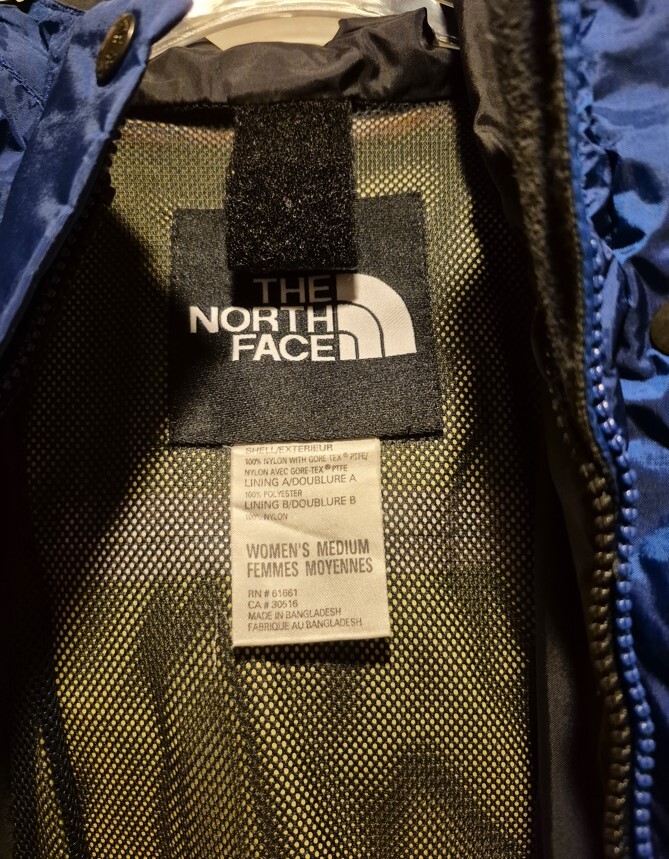 THE
NORTH
FACE
SHELL/EXTERIEUR
100% NYLON WITH GORE-TEX® PTFE/
NYLON AVEC GORE-TEX® PTFE
LINING A/DOUBLURE A
100% POLYESTER
LINING B/DOUBLURE B
100% NYLON
WOMEN'S MEDIUM
FEMMES MOYENNES
RN # 61661
CA # 30516
MADE IN BANGLADESH
FABRIQUE AU BANGLADESH